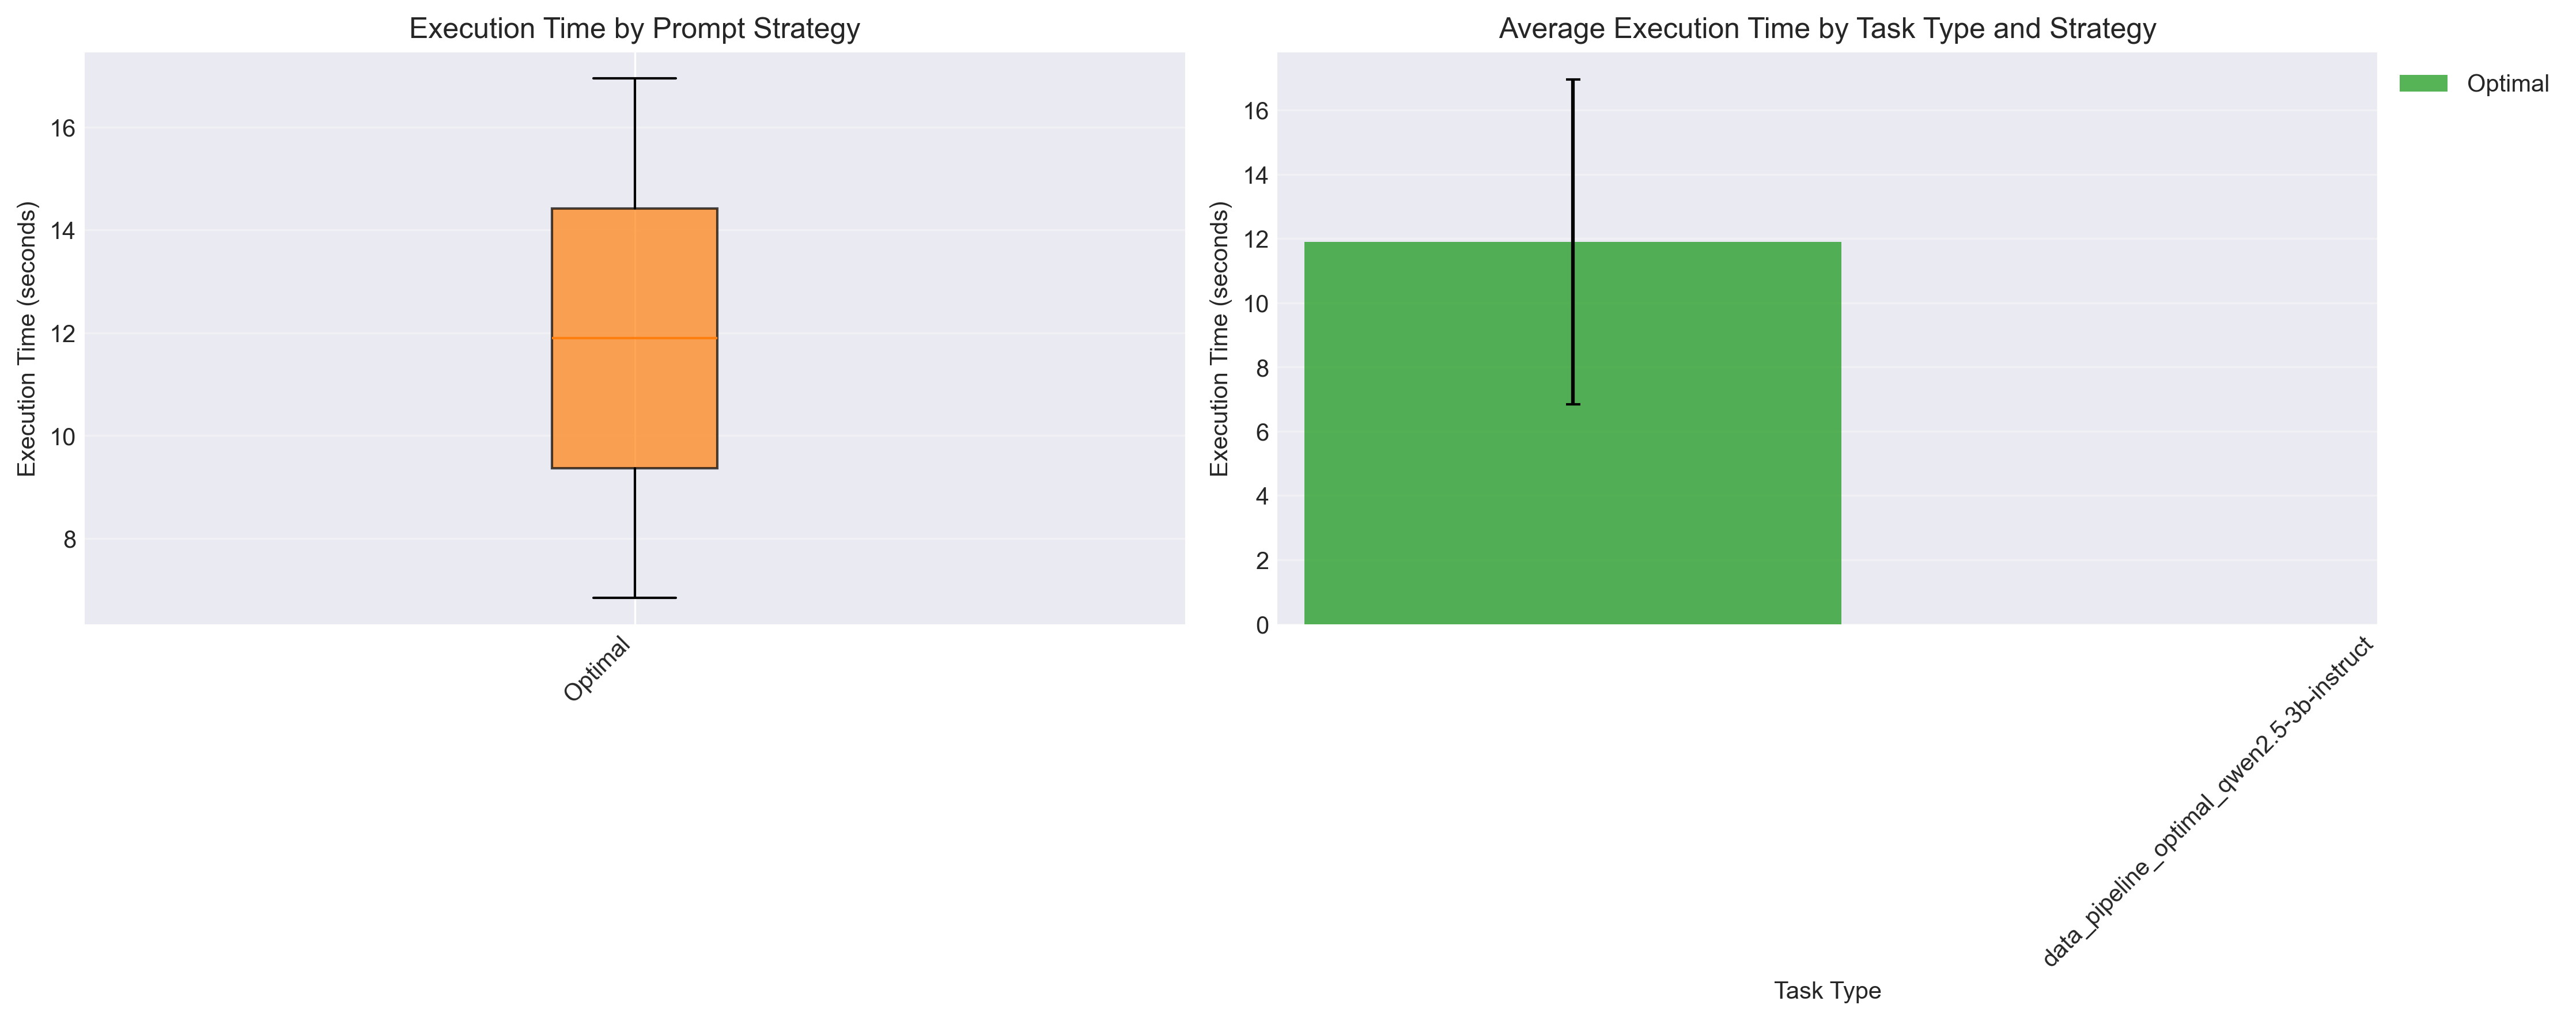 Execution Time by Prompt Strategy
Execution Time (seconds)
16
14
12
10
8
Optimal
Average Execution Time by Task Type and Strategy
Execution Time (seconds)
16
14
12
10
8
6
4
2
0
data_pipeline_optimal_qwen2.5-3b-instruct
Task Type
Optimal